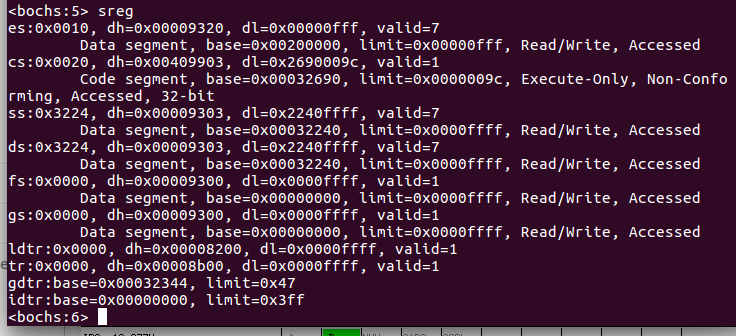 <bochs:5> sreg
es:0x0010, dh=0x00009320, dl=0x00000fff, valid=7
Data segment, base=0x00200000, limit=0x00000fff, Read/Write, Accessed
cs:0x0020, dh=0x00409903, dl=0x2690009c, valid=1
Code segment, base=0x00032690, limit=0x0000009c, Execute-Only, Non-Confo
rming, Accessed, 32-bit
ss:0x3224, dh=0x00009303, dl=0x2240ffff, valid=7
Data segment, base=0x00032240, limit=0x0000ffff, Read/Write, Accessed
ds:0x3224, dh=0x00009303, dl=0x2240ffff, valid=7
Data segment, base=0x00032240, limit=0x0000ffff, Read/Write, Accessed
fs:0x0000, dh=0x00009300, dl=0x0000ffff, valid=1
Data segment, base=0x00000000, limit=0x0000ffff, Read/Write, Accessed
gs:0x0000, dh=0x00009300, dl=0x0000ffff, valid=1
Data segment, base=0x00000000, limit=0x0000ffff, Read/Write, Accessed
ldtr:0x0000, dh=0x00008200, dl=0x0000ffff, valid=1
tr:0x0000, dh=0x00008b00, dl=0x0000ffff, valid=1
gdtr:base=0x00032344, limit=0x47
idtr:base=0x00000000, limit=0x3ff
<bochs:6>